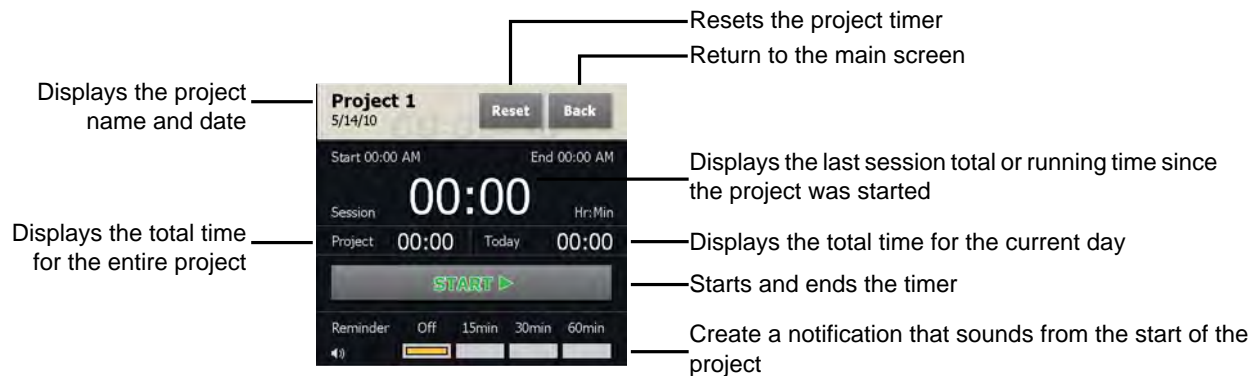 Resets the project timer
Return to the main screen
Displays the project
name and date
Project 1
5/14/10
Reset
Back
Start 00:00 AM
End 00:00 AM
00:00
Session
Hr:Min
Displays the last session total or running time since
the project was started
Displays the total time
for the entire project
Project 00:00
Today 00:00
Displays the total time for the current day
START
Starts and ends the timer
Reminder Off 15min 30min 60min
Create a notification that sounds from the start of the
project